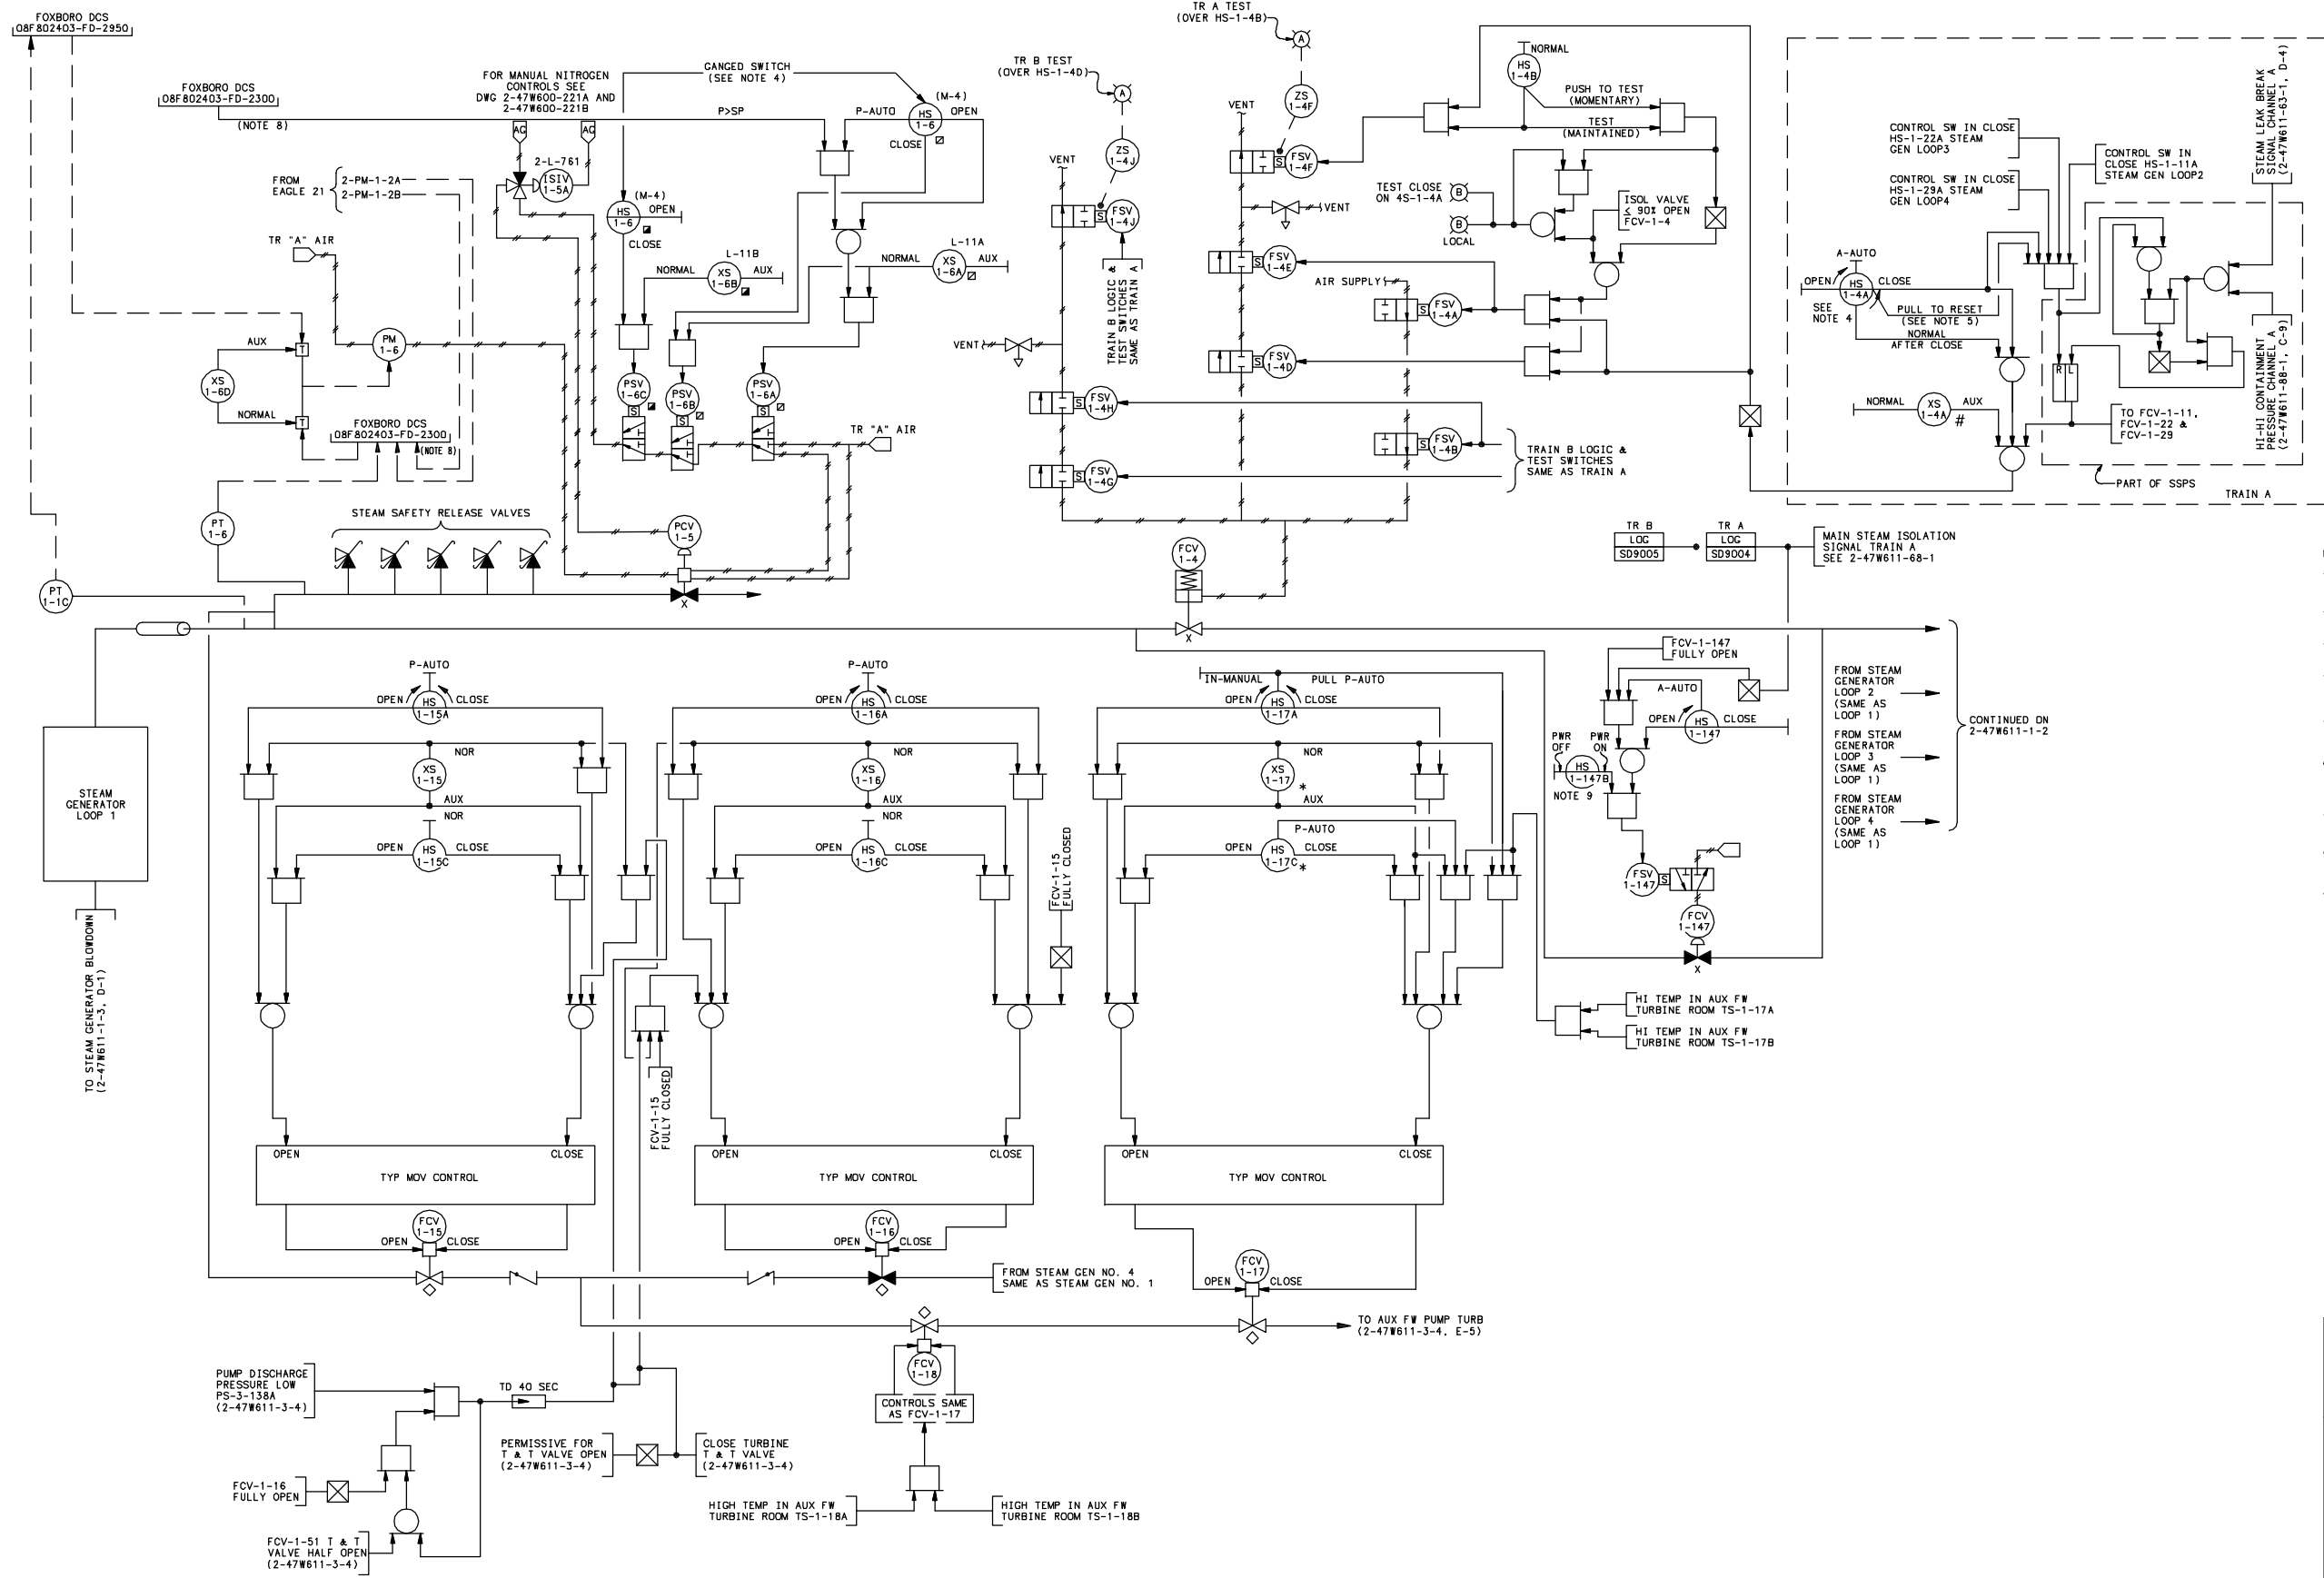 FOXBORO DCS
08F802403-FD-2950
FOXBORO DCS
08F802403-FD-2300
(NOTE 8)
FOR MANUAL NITROGEN
CONTROLS SEE
DWG 2-47W600-221A AND
2-47W600-221B
AG
AG
GANGED SWITCH
(SEE NOTE 4)
P>SP
P-AUTO
(M-4)
HS
1-6
OPEN
CLOSE
2-L-761
ISIV
1-5A
FROM
EAGLE 21
2-PM-1-2A
2-PM-1-2B
(M-4)
HS
1-6
OPEN
CLOSE
TR "A" AIR
L-11B
NORMAL
XS
1-6B
AUX
L-11A
NORMAL
XS
1-6A
AUX
AUX
T
PM
1-6
XS
1-6D
NORMAL
T
FOXBORO DCS
08F802403-FD-2300
(NOTE 8)
PSV
1-6C
S
PSV
1-6B
S
PSV
1-6A
S
TR "A" AIR
PT
1-6
STEAM SAFETY RELEASE VALVES
PCV
1-5
X
PT
1-1C
TR A TEST
(OVER HS-1-4B)
A
TR B TEST
(OVER HS-1-4D)
A
ZS
1-4F
ZS
1-4J
VENT
VENT
S
FSV
1-4F
S
FSV
1-4J
VENT
VENT
TRAIN B LOGIC &
TEST SWITCHES
SAME AS TRAIN A
NORMAL
HS
1-4B
PUSH TO TEST
(MOMENTARY)
TEST
(MAINTAINED)
TEST CLOSE
ON 4S-1-4A
B
B
LOCAL
ISOL VALVE
≤ 90% OPEN
FCV-1-4
S
FSV
1-4E
AIR SUPPLY
S
FSV
1-4A
S
FSV
1-4D
S
FSV
1-4H
S
FSV
1-4B
S
FSV
1-4G
TRAIN B LOGIC &
TEST SWITCHES
SAME AS TRAIN A
FCV
1-4
X
CONTROL SW IN CLOSE
HS-1-22A STEAM
GEN LOOP3
CONTROL SW IN CLOSE
HS-1-29A STEAM
GEN LOOP4
CONTROL SW IN
CLOSE HS-1-11A
STEAM GEN LOOP2
STEAM LEAK BREAK
SIGNAL CHANNEL A
(2-47W611-63-1, D-4)
A-AUTO
OPEN
HS
1-4A
CLOSE
SEE
NOTE 4
PULL TO RESET
(SEE NOTE 5)
NORMAL
AFTER CLOSE
NORMAL
XS
1-4A
AUX
#
R
L
TO FCV-1-11,
FCV-1-22 &
FCV-1-29
HI-HI CONTAINMENT
PRESSURE CHANNEL A
(2-47W611-88-1, C-9)
PART OF SSPS
TRAIN A
TR B
LOG
SD9005
TR A
LOG
SD9004
MAIN STEAM ISOLATION
SIGNAL TRAIN A
SEE 2-47W611-68-1
STEAM
GENERATOR
LOOP 1
TO STEAM GENERATOR BLOWDOWN
(2-47W611-1-3, D-1)
P-AUTO
OPEN
HS
1-15A
CLOSE
NOR
XS
1-15
AUX
NOR
OPEN
HS
1-15C
CLOSE
P-AUTO
OPEN
HS
1-16A
CLOSE
NOR
XS
1-16
AUX
NOR
OPEN
HS
1-16C
CLOSE
FCV-1-15
FULLY CLOSED
FCV-1-15
FULLY CLOSED
IN-MANUAL
PULL P-AUTO
OPEN
HS
1-17A
CLOSE
NOR
XS
1-17
*
AUX
P-AUTO
OPEN
HS
1-17C
CLOSE
*
FCV-1-147
FULLY OPEN
A-AUTO
OPEN
HS
1-147
CLOSE
PWR
OFF
PWR
ON
HS
1-147B
NOTE 9
FSV
1-147
S
FCV
1-147
X
FROM STEAM
GENERATOR
LOOP 2
(SAME AS
LOOP 1)
FROM STEAM
GENERATOR
LOOP 3
(SAME AS
LOOP 1)
FROM STEAM
GENERATOR
LOOP 4
(SAME AS
LOOP 1)
CONTINUED ON
2-47W611-1-2
HI TEMP IN AUX FW
TURBINE ROOM TS-1-17A
HI TEMP IN AUX FW
TURBINE ROOM TS-1-17B
OPEN
CLOSE
TYP MOV CONTROL
OPEN
CLOSE
TYP MOV CONTROL
OPEN
CLOSE
TYP MOV CONTROL
OPEN
FCV
1-15
CLOSE
OPEN
FCV
1-16
CLOSE
OPEN
FCV
1-17
CLOSE
FROM STEAM GEN NO. 4
SAME AS STEAM GEN NO. 1
TO AUX FW PUMP TURB
(2-47W611-3-4, E-5)
FCV
1-18
CONTROLS SAME
AS FCV-1-17
PUMP DISCHARGE
PRESSURE LOW
PS-3-138A
(2-47W611-3-4)
TD 40 SEC
PERMISSIVE FOR
T & T VALVE OPEN
(2-47W611-3-4)
CLOSE TURBINE
T & T VALVE
(2-47W611-3-4)
FCV-1-16
FULLY OPEN
FCV-1-51 T & T
VALVE HALF OPEN
(2-47W611-3-4)
HIGH TEMP IN AUX FW
TURBINE ROOM TS-1-18A
HIGH TEMP IN AUX FW
TURBINE ROOM TS-1-18B